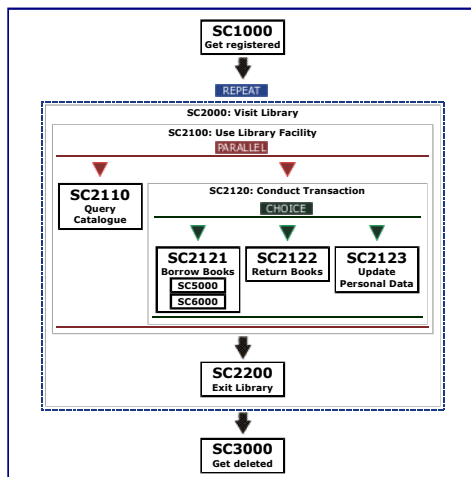 SC1000
Get registered
REPEAT
SC2000: Visit Library
SC2100: Use Library Facility
PARALLEL
SC2110
Query
Catalogue
SC2120: Conduct Transaction
CHOICE
SC2121
Borrow Books
SC5000
SC6000
SC2122
Return Books
SC2123
Update
Personal Data
SC2200
Exit Library
SC3000
Get deleted